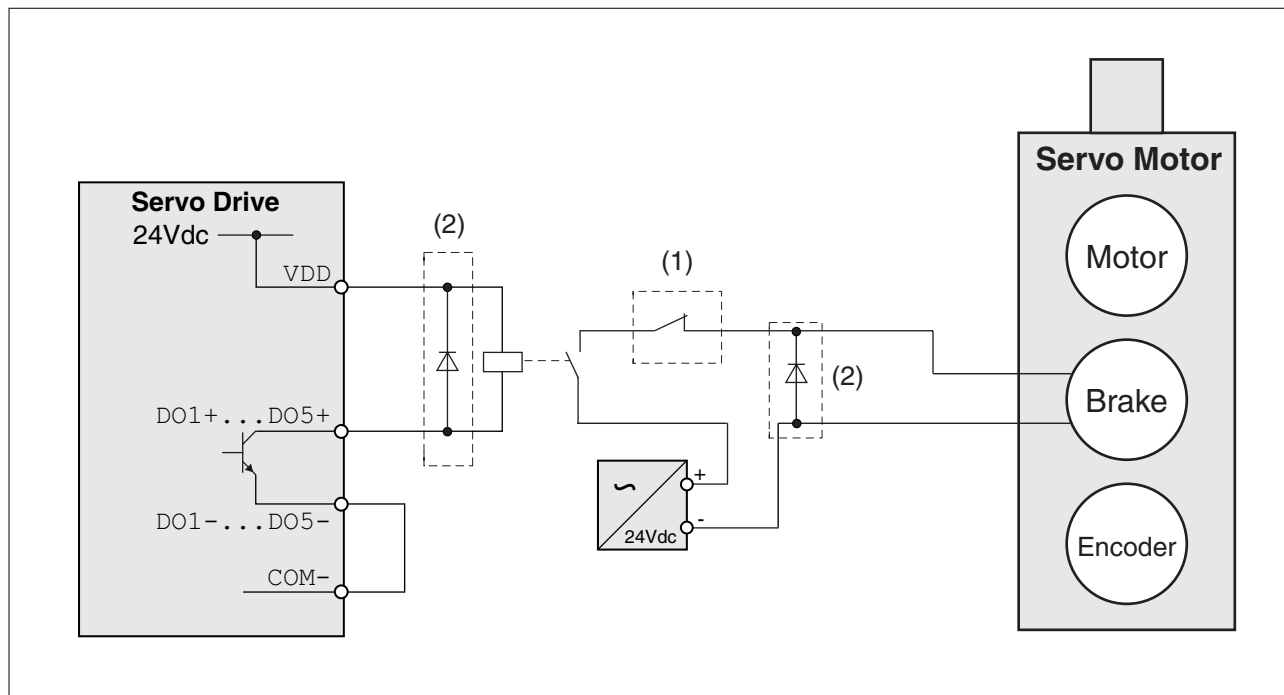 Servo Drive
24Vdc
VDD
DO1+...DO5+
DO1-...DO5-
COM-
(2)
(1)
(2)
+
-
24Vdc
Servo Motor
Motor
Brake
Encoder